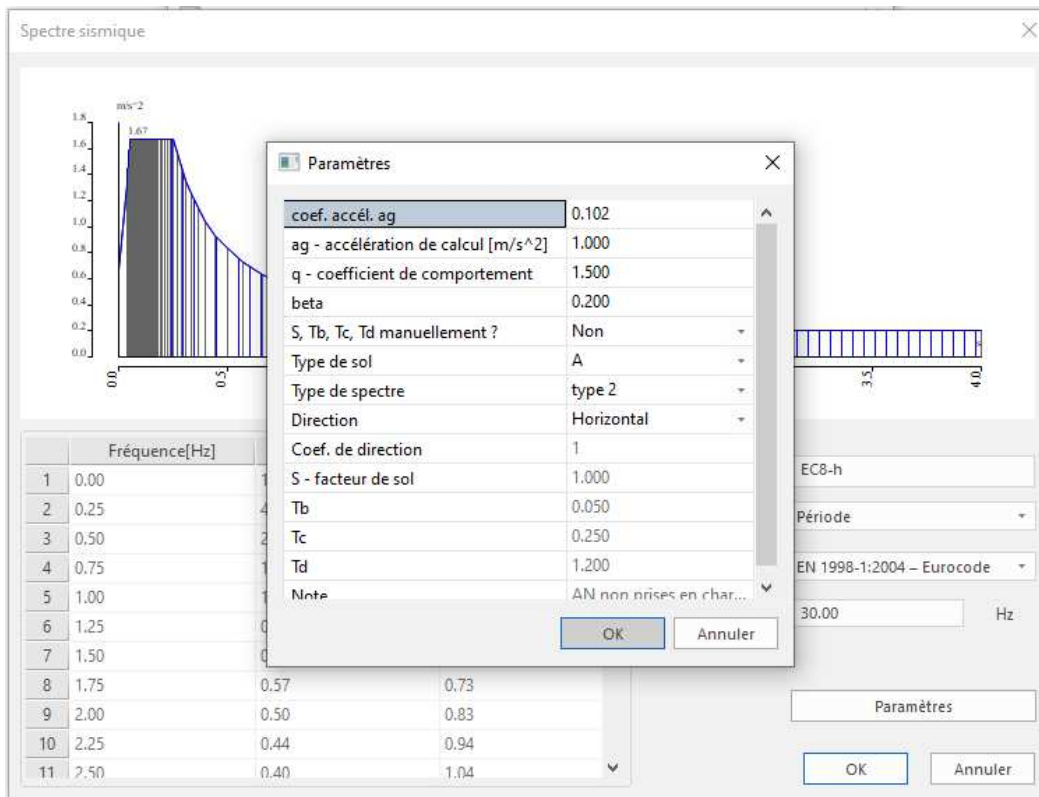 Spectre sismique
m/s^2
1.8
1.67
1.6
1.4
1.2
1.0
0.8
0.6
0.4
0.2
0.0
0.0
0.5
3.5
4.0
Paramètres
coef. accél. ag 0.102
ag - accélération de calcul [m/s^2] 1.000
q - coefficient de comportement 1.500
beta 0.200
S, Tb, Tc, Td manuellement ? Non
Type de sol A
Type de spectre type 2
Direction Horizontal
Coef. de direction 1
S - facteur de sol 1.000
Tb 0.050
Tc 0.250
Td 1.200
Note AN non prises en char...
OK Annuler
Fréquence[Hz]
1 0.00
2 0.25
3 0.50
4 0.75
5 1.00
6 1.25
7 1.50
8 1.75 0.57 0.73
9 2.00 0.50 0.83
10 2.25 0.44 0.94
11 2.50 0.40 1.04
EC8-h
Période
EN 1998-1:2004 – Eurocode
30.00 Hz
Paramètres
OK Annuler